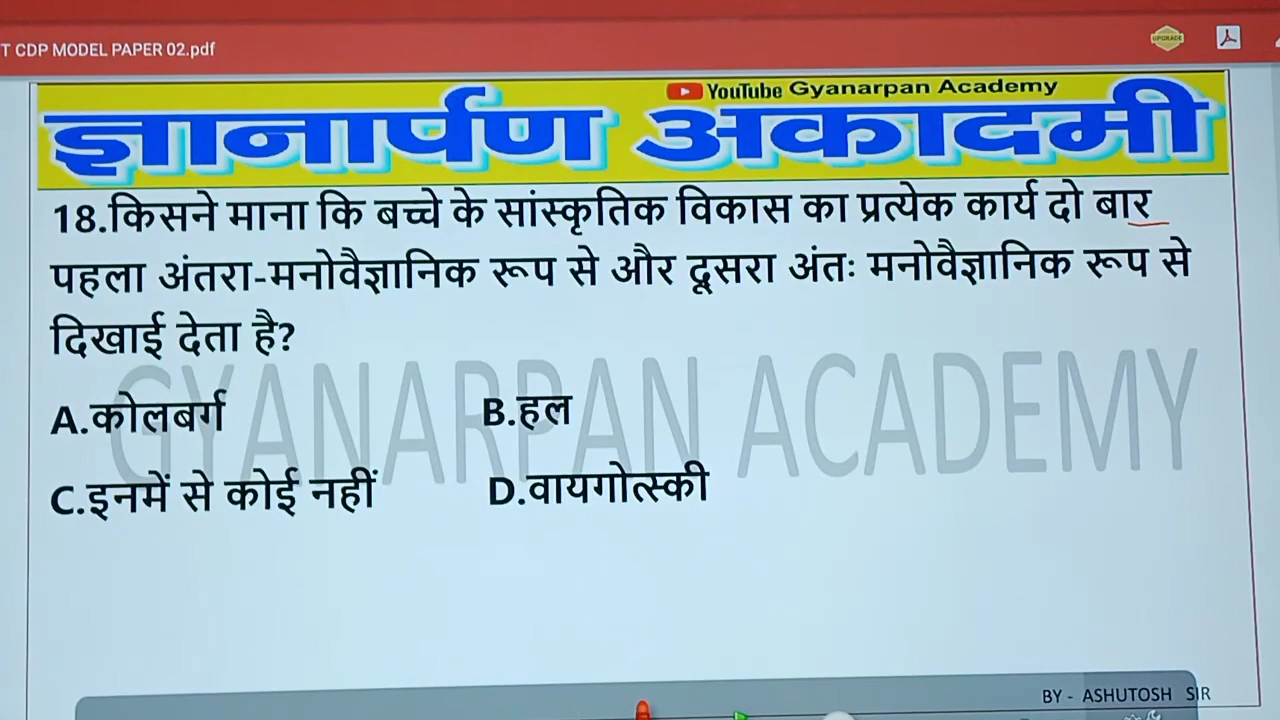 T CDP MODEL PAPER 02.pdf
UPGRADE
YouTube Gyanarpan Academy
ज्ञानार्पण अकादमी
18.किसने माना कि बच्चे के सांस्कृतिक विकास का प्रत्येक कार्य दो बार
पहला अंतरा-मनोवैज्ञानिक रूप से और दूसरा अंतः मनोवैज्ञानिक रूप से
दिखाई देता है?
GYANARPAN ACADEMY
A.कोलबर्ग B.हल
C.इनमें से कोई नहीं D.वायगोत्स्की
BY - ASHUTOSH SIR